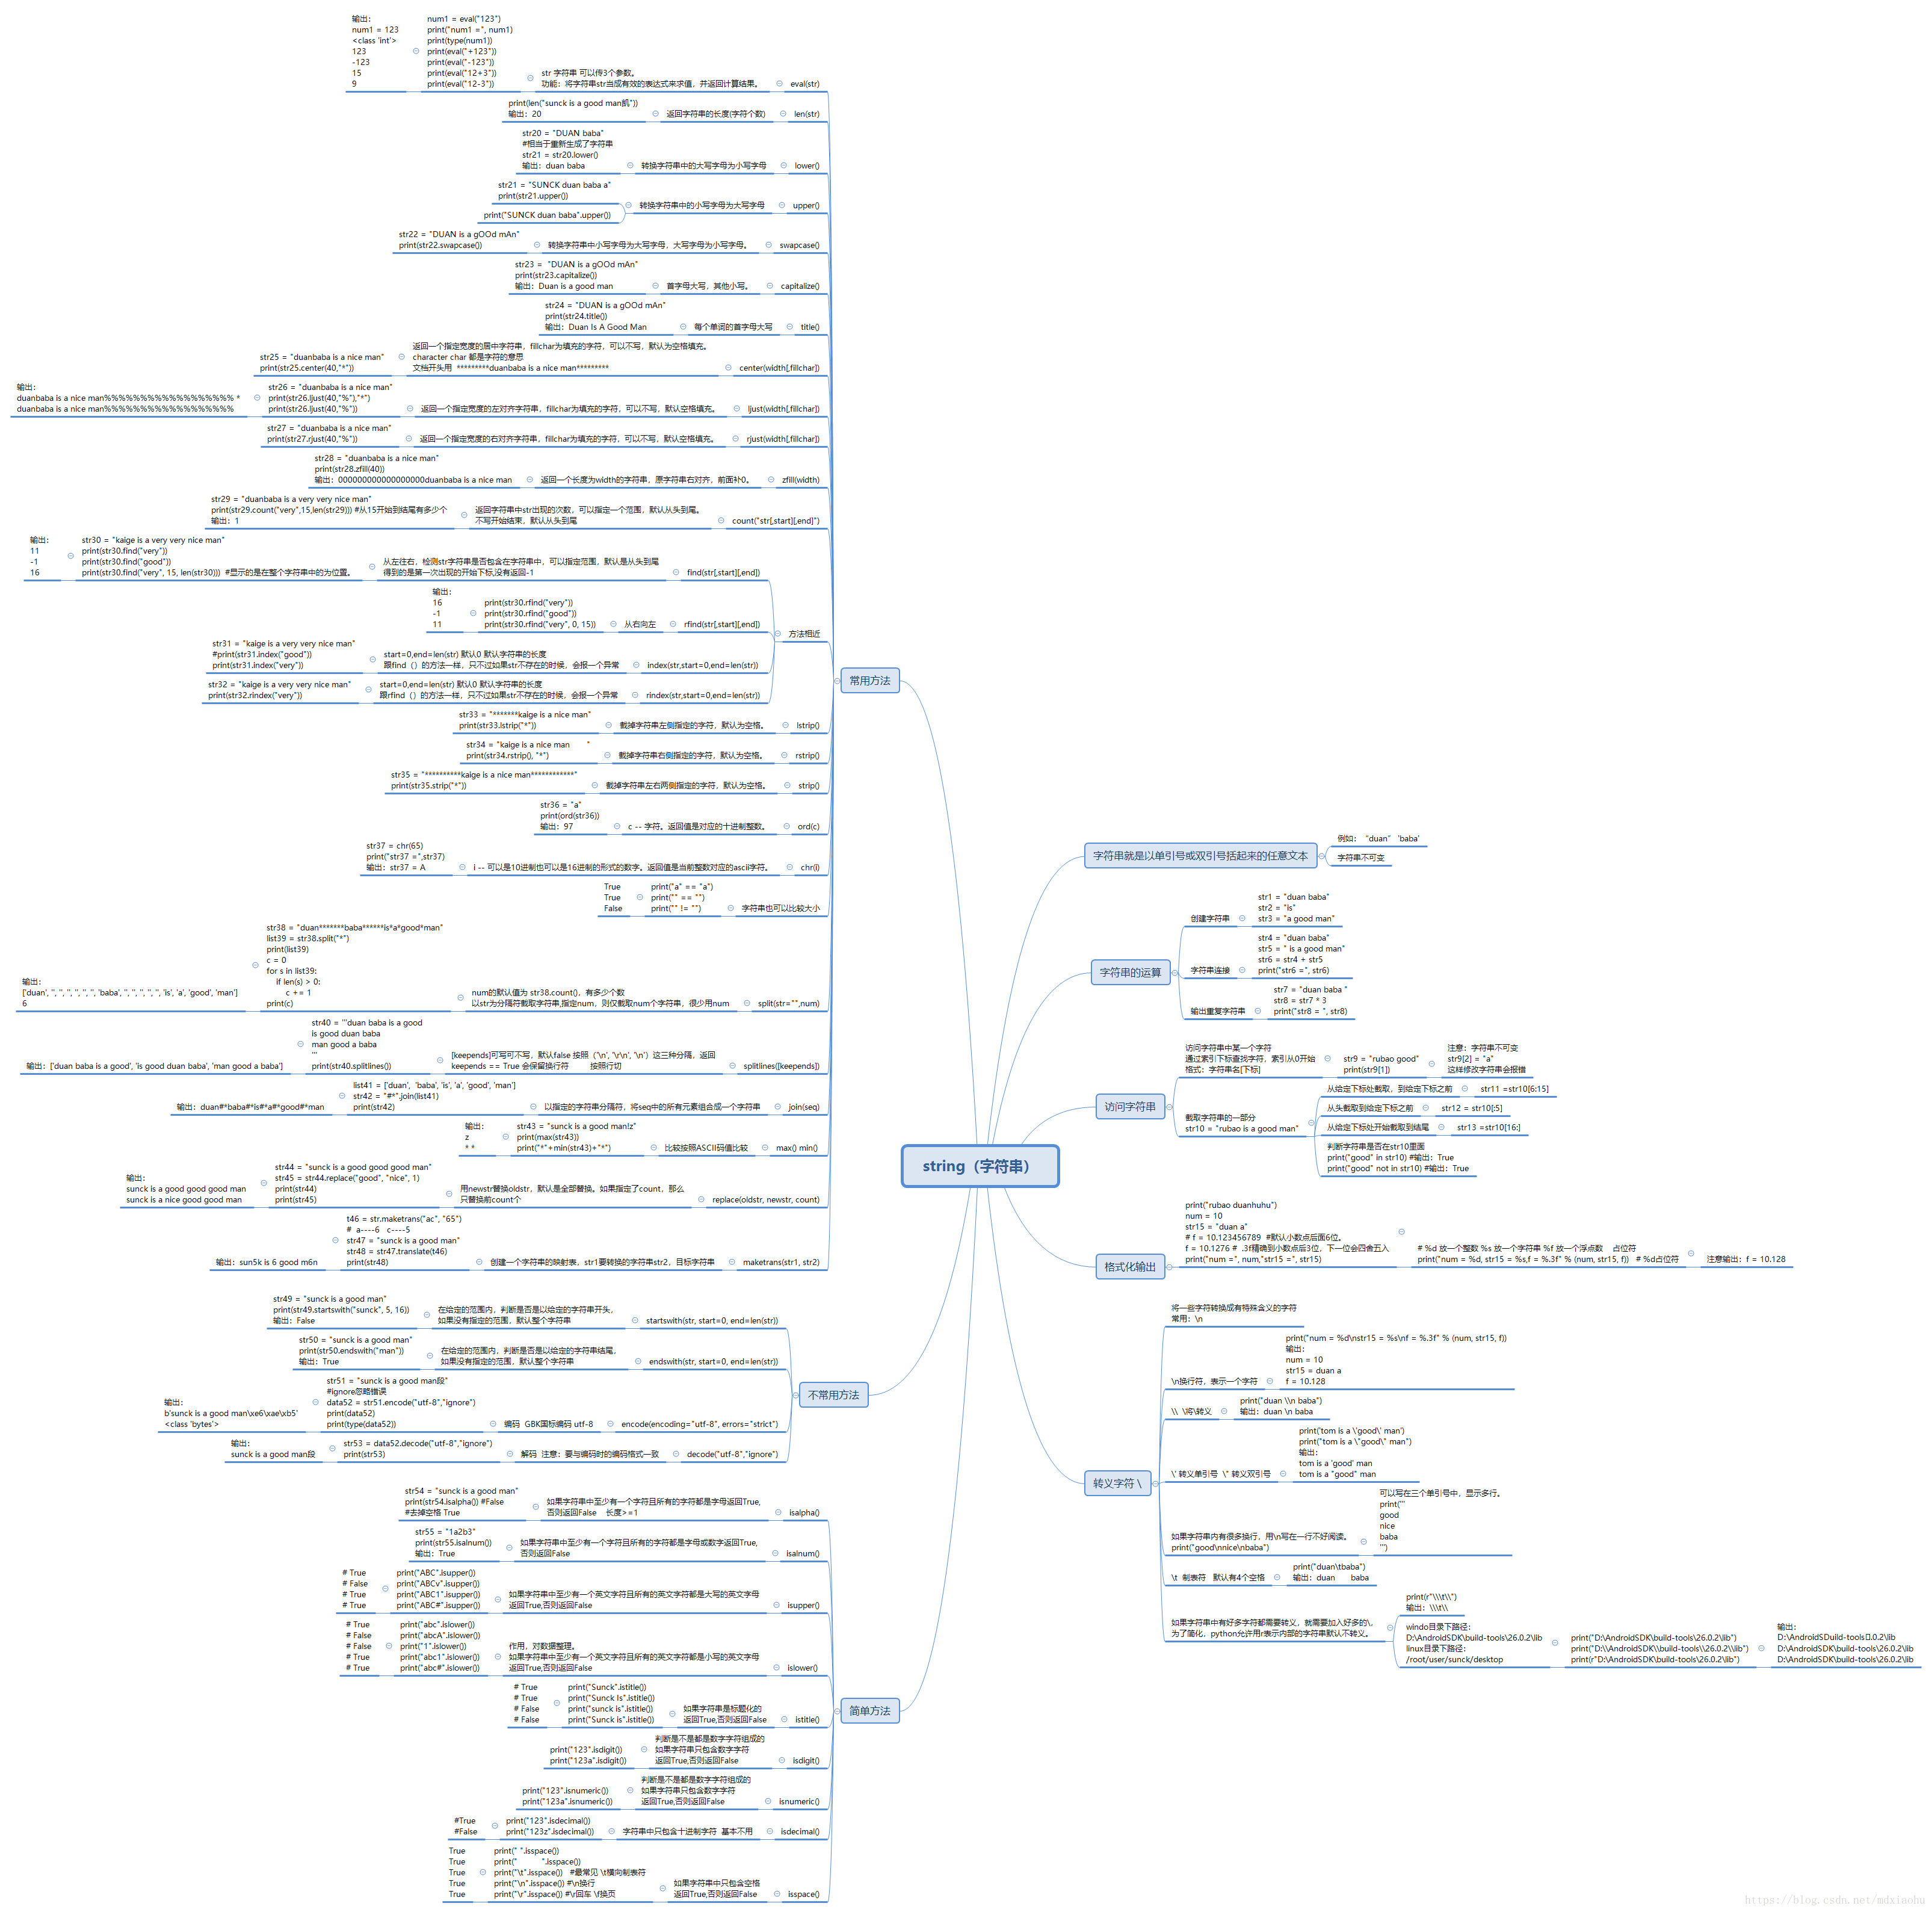 string（字符串）
字符串就是以单引号或双引号括起来的任意文本
例如： "duan" 'baba'
字符串不可变
字符串的运算
创建字符串
str1 = "duan baba"
str2 = "is"
str3 = "a good man"
字符串连接
str4 = "duan baba"
str5 = " is a good man"
str6 = str4 + str5
print("str6 =", str6)
输出重复字符串
str7 = "duan baba "
str8 = str7 * 3
print("str8 = ", str8)
访问字符串
访问字符串中某一个字符
通过索引下标查找字符，索引从0开始
格式：字符串名[下标]
str9 = "rubao good"
print(str9[1])
注意：字符串不可变
str9[2] = "a"
这样修改字符串会报错
截取字符串的一部分
str10 = "rubao is a good man"
从给定下标处截取，到给定下标之前
str11 =str10[6:15]
从头截取到给定下标之前
str12 = str10[:5]
从给定下标处开始截取到结尾
str13 =str10[16:]
判断字符串是否在str10里面
print("good" in str10) #输出：True
print("good" not in str10) #输出：True
格式化输出
print("rubao duanhuhu")
num = 10
str15 = "duan a"
# f = 10.123456789  #默认小数点后面6位。
f = 10.1276 #  .3f精确到小数点后3位，下一位会四舍五入
print("num =", num,"str15 =", str15)
# %d 放一个整数 %s 放一个字符串 %f 放一个浮点数    占位符
print("num = %d, str15 = %s,f = %.3f" % (num, str15, f))   # %d占位符
注意输出：f = 10.128
转义字符 \
将一些字符转换成有特殊含义的字符
常用：\n
\n换行符，表示一个字符
print("num = %d\nstr15 = %s\nf = %.3f" % (num, str15, f))
输出：
num = 10
str15 = duan a
f = 10.128
\\  \将\转义
print("duan \\n baba")
输出：duan \n baba
\' 转义单引号  \" 转义双引号
print('tom is a \'good\' man')
print("tom is a \"good\" man")
输出：
tom is a 'good' man
tom is a "good" man
如果字符串内有很多换行，用\n写在一行不好阅读。
print("good\nnice\nbaba")
可以写在三个单引号中，显示多行。
print('''
good
nice
baba
''')
\t  制表符   默认有4个空格
print("duan\tbaba")
输出：duan       baba
如果字符串中有好多字符都需要转义，就需要加入好多的\,
为了简化，python允许用r表示内部的字符串默认不转义。
print(r"\\\t\\")
输出：\\\t\\
windo目录下路径：
D:\AndroidSDK\build-tools\26.0.2\lib
linux目录下路径：
/root/user/sunck/desktop
print("D:\AndroidSDK\build-tools\26.0.2\lib")
print("D:\\AndroidSDK\\build-tools\\26.0.2\\lib")
print(r"D:\AndroidSDK\build-tools\26.0.2\lib")
输出：
D:\AndroidSDuild-tools.0.2\lib
D:\AndroidSDK\build-tools\26.0.2\lib
D:\AndroidSDK\build-tools\26.0.2\lib
常用方法
eval(str)
str 字符串 可以传3个参数。
功能：将字符串str当成有效的表达式来求值，并返回计算结果。
num1 = eval("123")
print("num1 =", num1)
print(type(num1))
print(eval("+123"))
print(eval("-123"))
print(eval("12+3"))
print(eval("12-3"))
输出：
num1 = 123
<class 'int'>
123
-123
15
9
len(str)
返回字符串的长度(字符个数)
print(len("sunck is a good man凯"))
输出：20
lower()
转换字符串中的大写字母为小写字母
str20 = "DUAN baba"
#相当于重新生成了字符串
str21 = str20.lower()
输出：duan baba
upper()
转换字符串中的小写字母为大写字母
str21 = "SUNCK duan baba a"
print(str21.upper())
print("SUNCK duan baba".upper())
swapcase()
转换字符串中小写字母为大写字母，大写字母为小写字母。
str22 = "DUAN is a gOOd mAn"
print(str22.swapcase())
capitalize()
首字母大写，其他小写。
str23 =  "DUAN is a gOOd mAn"
print(str23.capitalize())
输出：Duan is a good man
title()
每个单词的首字母大写
str24 = "DUAN is a gOOd mAn"
print(str24.title())
输出：Duan Is A Good Man
center(width[,fillchar])
返回一个指定宽度的居中字符串，fillchar为填充的字符，可以不写，默认为空格填充。
character char 都是字符的意思
文档开头用  *********duanbaba is a nice man*********
str25 = "duanbaba is a nice man"
print(str25.center(40,"*"))
ljust(width[,fillchar])
返回一个指定宽度的左对齐字符串，fillchar为填充的字符，可以不写，默认空格填充。
str26 = "duanbaba is a nice man"
print(str26.ljust(40,"%"),"*")
print(str26.ljust(40,"%"))
输出：
duanbaba is a nice man%%%%%%%%%%%%%%%%%% *
duanbaba is a nice man%%%%%%%%%%%%%%%%%%
rjust(width[,fillchar])
返回一个指定宽度的右对齐字符串，fillchar为填充的字符，可以不写，默认空格填充。
str27 = "duanbaba is a nice man"
print(str27.rjust(40,"%"))
zfill(width)
返回一个长度为width的字符串，原字符串右对齐，前面补0。
str28 = "duanbaba is a nice man"
print(str28.zfill(40))
输出：000000000000000000duanbaba is a nice man
count("str[,start][,end]")
返回字符串中str出现的次数，可以指定一个范围，默认从头到尾。
不写开始结束，默认从头到尾
str29 = "duanbaba is a very very nice man"
print(str29.count("very",15,len(str29))) #从15开始到结尾有多少个
输出：1
方法相近
find(str[,start][,end])
从左往右，检测str字符串是否包含在字符串中，可以指定范围，默认是从头到尾
得到的是第一次出现的开始下标,没有返回-1
str30 = "kaige is a very very nice man"
print(str30.find("very"))
print(str30.find("good"))
print(str30.find("very", 15, len(str30)))  #显示的是在整个字符串中的为位置。
输出：
11
-1
16
rfind(str[,start][,end])
从右向左
print(str30.rfind("very"))
print(str30.rfind("good"))
print(str30.rfind("very", 0, 15))
输出：
16
-1
11
index(str,start=0,end=len(str))
start=0,end=len(str) 默认0 默认字符串的长度
跟find（）的方法一样，只不过如果str不存在的时候，会报一个异常
str31 = "kaige is a very very nice man"
#print(str31.index("good"))
print(str31.index("very"))
rindex(str,start=0,end=len(str))
start=0,end=len(str) 默认0 默认字符串的长度
跟rfind（）的方法一样，只不过如果str不存在的时候，会报一个异常
str32 = "kaige is a very very nice man"
print(str32.rindex("very"))
lstrip()
截掉字符串左侧指定的字符，默认为空格。
str33 = "*******kaige is a nice man"
print(str33.lstrip("*"))
rstrip()
截掉字符串右侧指定的字符，默认为空格。
str34 = "kaige is a nice man       "
print(str34.rstrip(), "*")
strip()
截掉字符串左右两侧指定的字符，默认为空格。
str35 = "**********kaige is a nice man************"
print(str35.strip("*"))
ord(c)
c -- 字符。返回值是对应的十进制整数。
str36 = "a"
print(ord(str36))
输出：97
chr(i)
i -- 可以是10进制也可以是16进制的形式的数字。返回值是当前整数对应的ascii字符。
str37 = chr(65)
print("str37 =",str37)
输出：str37 = A
字符串也可以比较大小
print("a" == "a")
print("" == "")
print("" != "")
True
True
False
split(str="",num)
num的默认值为 str38.count()，有多少个数
以str为分隔符截取字符串,指定num，则仅截取num个字符串，很少用num
str38 = "duan*******baba******is*a*good*man"
list39 = str38.split("*")
print(list39)
c = 0
for s in list39:
if len(s) > 0:
c += 1
print(c)
输出：
['duan', '', '', '', '', '', '', 'baba', '', '', '', '', '', 'is', 'a', 'good', 'man']
6
splitlines([keepends])
[keepends]可写可不写，默认false 按照（'\n', '\r\n', '\n'）这三种分隔，返回
keepends == True 会保留换行符         按照行切
str40 = '''duan baba is a good
is good duan baba
man good a baba
'''
print(str40.splitlines())
输出：['duan baba is a good', 'is good duan baba', 'man good a baba']
join(seq)
以指定的字符串分隔符，将seq中的所有元素组合成一个字符串
list41 = ['duan',  'baba', 'is', 'a', 'good', 'man']
str42 = "#*".join(list41)
print(str42)
输出：duan#*baba#*is#*a#*good#*man
max() min()
比较按照ASCII码值比较
str43 = "sunck is a good man!z"
print(max(str43))
print("*"+min(str43)+"*")
输出：
z
* *
replace(oldstr, newstr, count)
用newstr替换oldstr，默认是全部替换。如果指定了count，那么
只替换前count个
str44 = "sunck is a good good good man"
str45 = str44.replace("good", "nice", 1)
print(str44)
print(str45)
输出：
sunck is a good good good man
sunck is a nice good good man
maketrans(str1, str2)
创建一个字符串的映射表，str1要转换的字符串str2，目标字符串
t46 = str.maketrans("ac", "65")
#  a----6   c----5
str47 = "sunck is a good man"
str48 = str47.translate(t46)
print(str48)
输出：sun5k is 6 good m6n
不常用方法
startswith(str, start=0, end=len(str))
在给定的范围内，判断是否是以给定的字符串开头，
如果没有指定的范围，默认整个字符串
str49 = "sunck is a good man"
print(str49.startswith("sunck", 5, 16))
输出：False
endswith(str, start=0, end=len(str))
在给定的范围内，判断是否是以给定的字符串结尾，
如果没有指定的范围，默认整个字符串
str50 = "sunck is a good man"
print(str50.endswith("man"))
输出：True
encode(encoding="utf-8", errors="strict")
编码  GBK国标编码 utf-8
str51 = "sunck is a good man段"
#ignore忽略错误
data52 = str51.encode("utf-8","ignore")
print(data52)
print(type(data52))
输出：
b'sunck is a good man\xe6\xae\xb5'
<class 'bytes'>
decode("utf-8","ignore")
解码  注意：要与编码时的编码格式一致
str53 = data52.decode("utf-8","ignore")
print(str53)
输出：
sunck is a good man段
简单方法
isalpha()
如果字符串中至少有一个字符且所有的字符都是字母返回True,
否则返回False    长度>=1
str54 = "sunck is a good man"
print(str54.isalpha()) #False
#去掉空格 True
isalnum()
如果字符串中至少有一个字符且所有的字符都是字母或数字返回True,
否则返回False
str55 = "1a2b3"
print(str55.isalnum())
输出：True
isupper()
如果字符串中至少有一个英文字符且所有的英文字符都是大写的英文字母
返回True,否则返回False
print("ABC".isupper())
print("ABCv".isupper())
print("ABC1".isupper())
print("ABC#".isupper())
# True
# False
# True
# True
islower()
作用，对数据整理。
如果字符串中至少有一个英文字符且所有的英文字符都是小写的英文字母
返回True,否则返回False
print("abc".islower())
print("abcA".islower())
print("1".islower())
print("abc1".islower())
print("abc#".islower())
# True
# False
# False
# True
# True
istitle()
如果字符串是标题化的
返回True,否则返回False
print("Sunck".istitle())
print("Sunck Is".istitle())
print("sunck is".istitle())
print("Sunck is".istitle())
# True
# True
# False
# False
isdigit()
判断是不是都是数字字符组成的
如果字符串只包含数字字符
返回True,否则返回False
print("123".isdigit())
print("123a".isdigit())
isnumeric()
判断是不是都是数字字符组成的
如果字符串只包含数字字符
返回True,否则返回False
print("123".isnumeric())
print("123a".isnumeric())
isdecimal()
字符串中只包含十进制字符  基本不用
print("123".isdecimal())
print("123z".isdecimal())
#True
#False
isspace()
如果字符串中只包含空格
返回True,否则返回False
print(" ".isspace())
print("          ".isspace())
print("\t".isspace())   #最常见 \t横向制表符
print("\n".isspace()) #\n换行
print("\r".isspace()) #\r回车 \f换页
True
True
True
True
True
https://blog.csdn.net/mdxiaohu